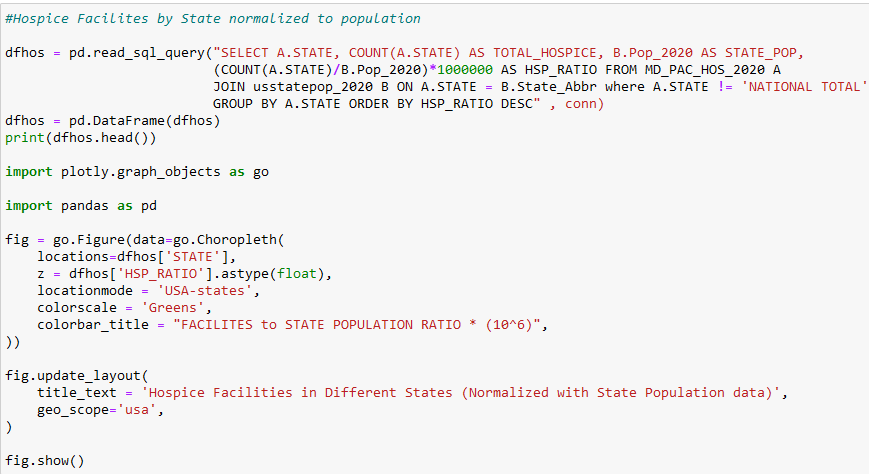 #Hospice Facilites by State normalized to population

dfhos = pd.read_sql_query("SELECT A.STATE, COUNT(A.STATE) AS TOTAL_HOSPICE, B.Pop_2020 AS STATE_POP,
                          (COUNT(A.STATE)/B.Pop_2020)*1000000 AS HSP_RATIO FROM MD_PAC_HOS_2020 A
                          JOIN usstatepop_2020 B ON A.STATE = B.State_Abbr where A.STATE != 'NATIONAL TOTAL'
                          GROUP BY A.STATE ORDER BY HSP_RATIO DESC" , conn)
dfhos = pd.DataFrame(dfhos)
print(dfhos.head())

import plotly.graph_objects as go

import pandas as pd

fig = go.Figure(data=go.Choropleth(
    locations=dfhos['STATE'],
    z = dfhos['HSP_RATIO'].astype(float),
    locationmode = 'USA-states',
    colorscale = 'Greens',
    colorbar_title = "FACILITES to STATE POPULATION RATIO * (10^6)",
))

fig.update_layout(
    title_text = 'Hospice Facilities in Different States (Normalized with State Population data)',
    geo_scope='usa',
)

fig.show()